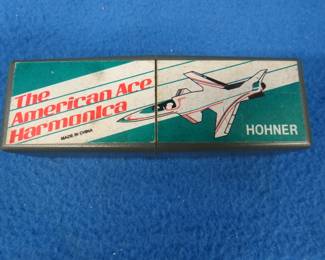 The
American Ace
Harmonica
MADE IN CHINA
HOHNER